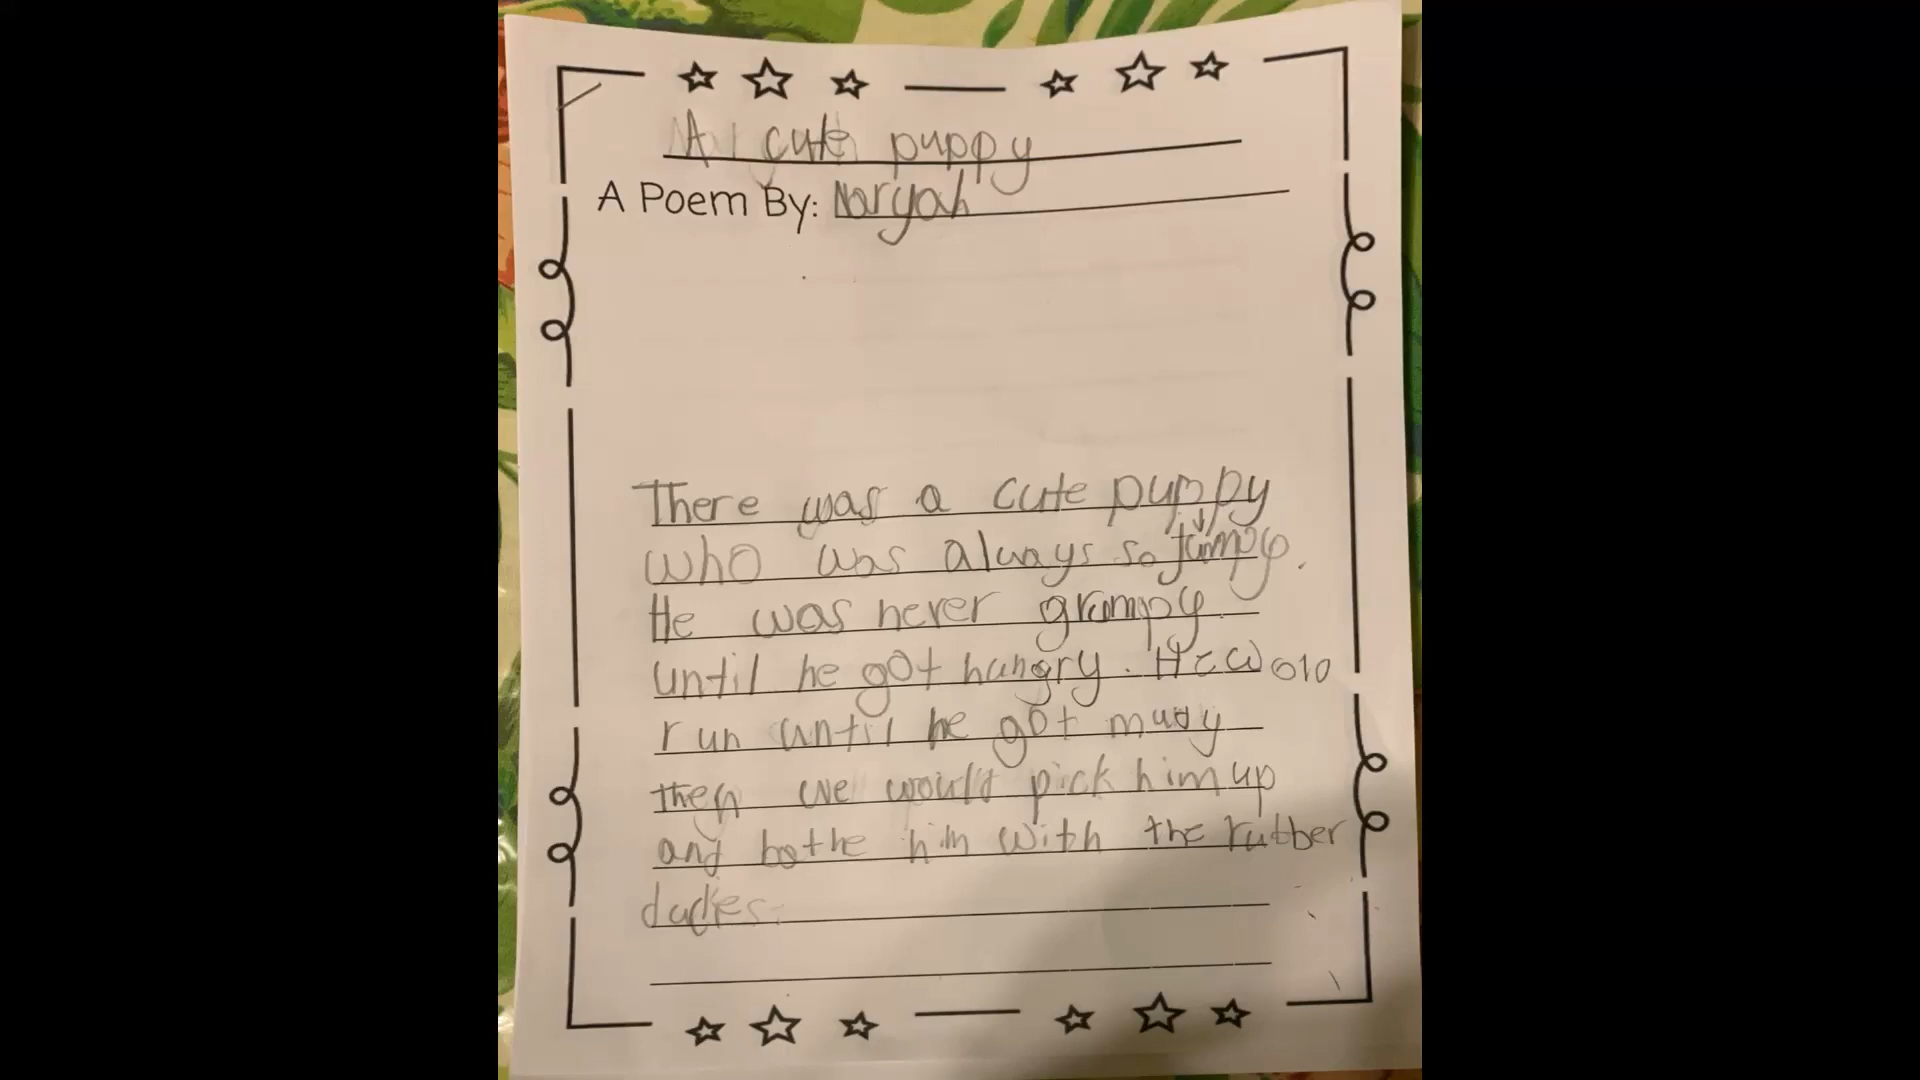 A cute puppy
A Poem By: Naryah
There was a cute puppy
who was always so jumpy.
He was never grumpy
until he got hungry. He wold
run until he got mudy
then we would pick him up
and bathe him with the rubber
duckes.